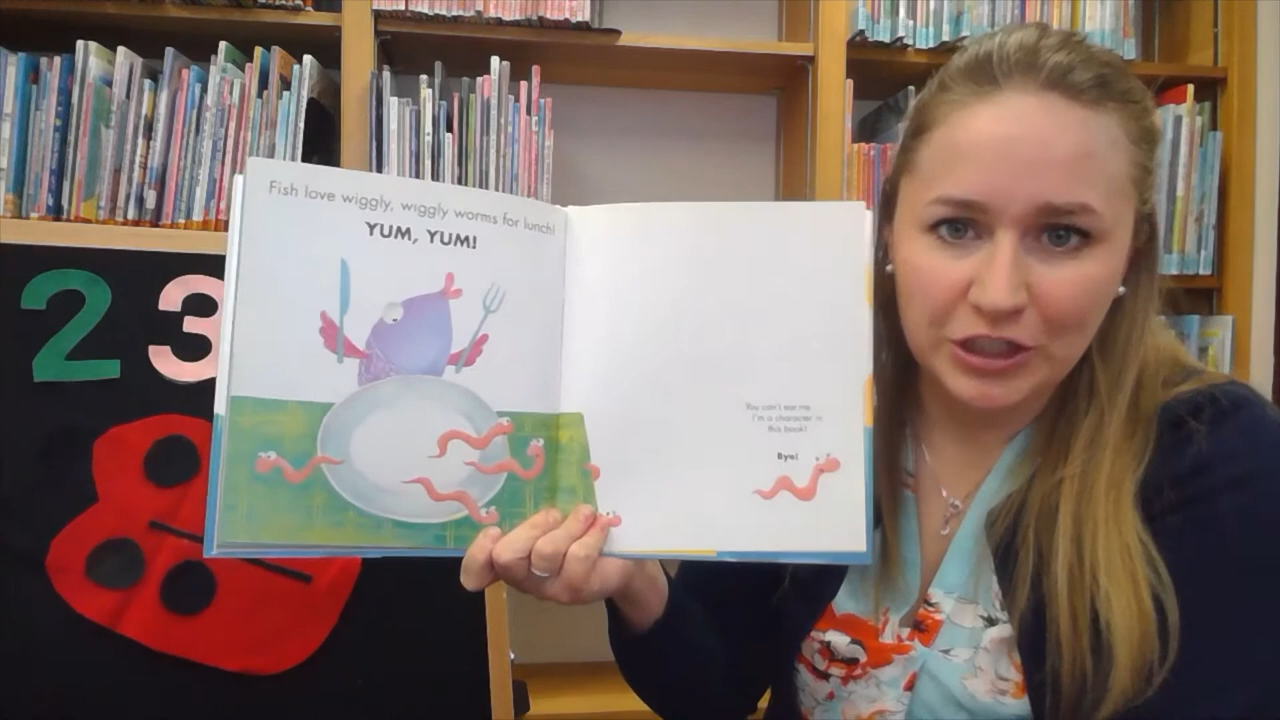 2 3
Fish love wiggly, wiggly worms for lunch!
YUM, YUM!
You can't eat me.
I'm a character in
this book!
Bye!